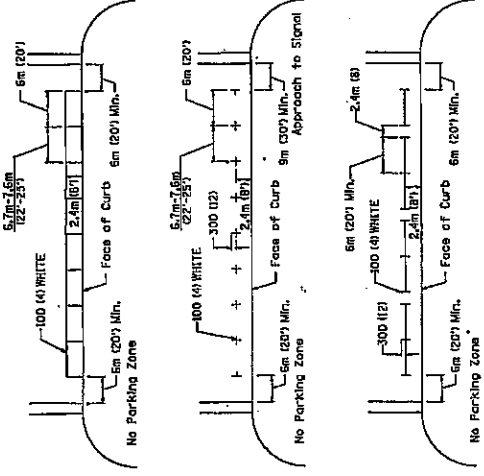 6.7m-7.6m
(22'-25')
6m (20')
100 (4) WHITE
2.4m (8')
6m (20') Min.
Face of Curb
6m (20') Min.
No Parking Zone
6.7m-7.6m
(22'-25')
6m (20')
300 (12)
100 (4) WHITE
2.4m (8')
9m (30') Min.
Approach to Signal
Face of Curb
6m (20') Min.
No Parking Zone
2.4m (8)
6m (20') Min.
100 (4) WHITE
300 (12)
2.4m (8')
6m (20') Min.
Face of Curb
6m (20') Min.
No Parking Zone